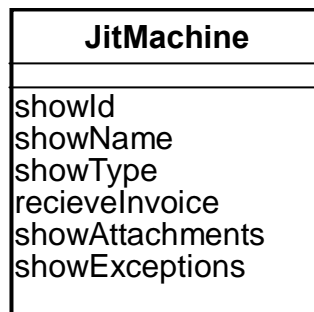 JitMachine
showId
showName
showType
recieveInvoice
showAttachments
showExceptions